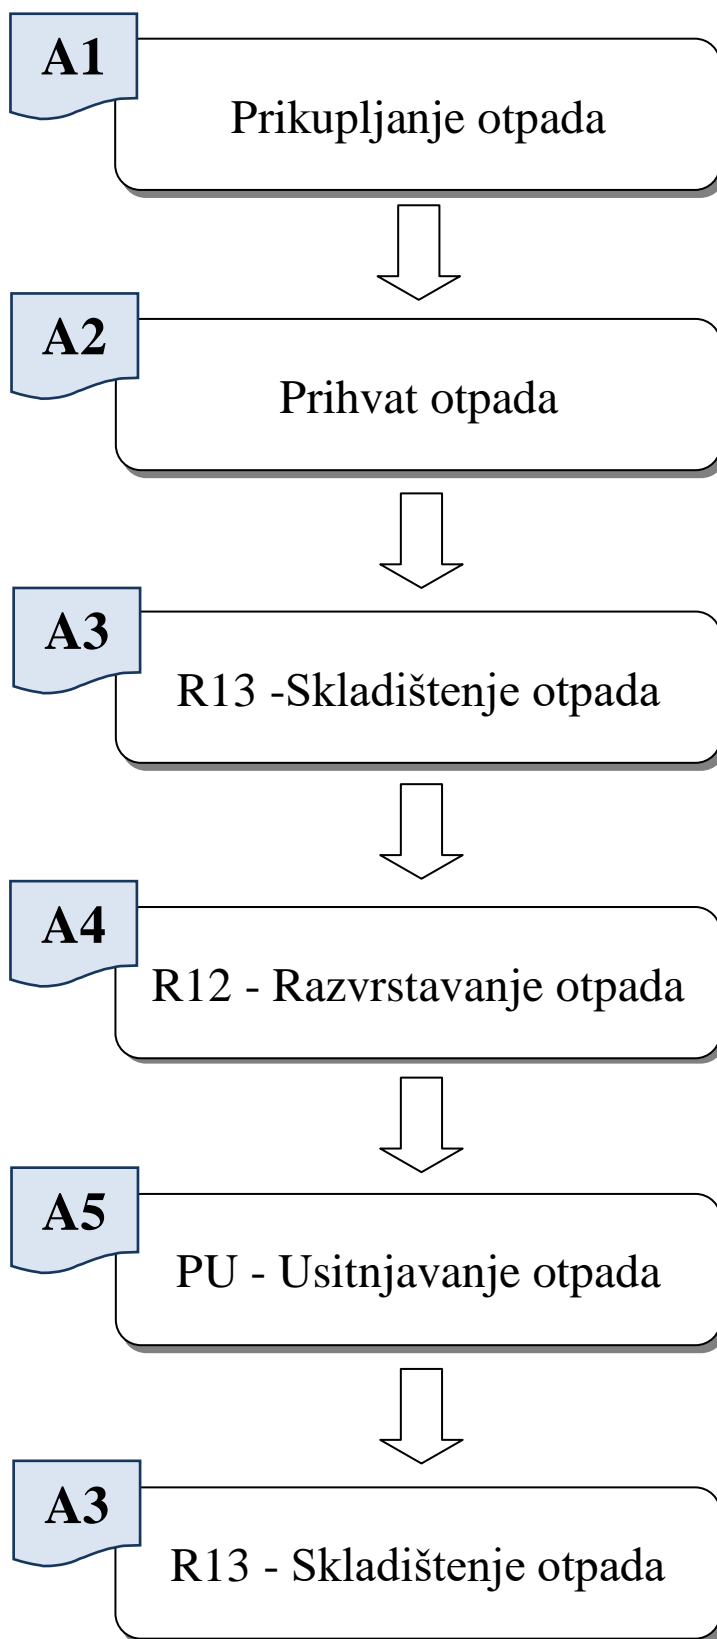 A1
Prikupljanje otpada
A2
Prihvat otpada
A3
R13 -Skladištenje otpada
A4
R12 - Razvrstavanje otpada
A5
PU - Usitnjavanje otpada
A3
R13 - Skladištenje otpada